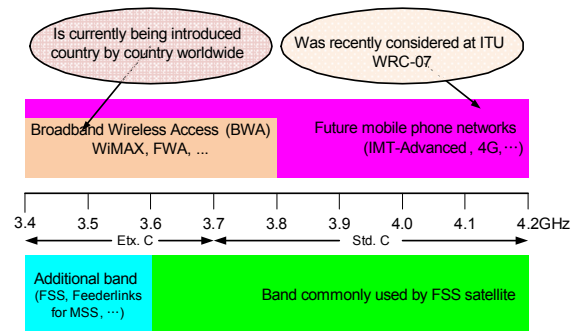 Is currently being introduced
country by country worldwide
Was recently considered at ITU
WRC-07
Broadband Wireless Access (BWA)
WiMAX, FWA, ...
Future mobile phone networks
(IMT-Advanced, 4G,…)
3.4 3.5 3.6 3.7 3.8 3.9 4.0 4.1 4.2GHz
Etx. C Std. C
Additional band
(FSS, Feederlinks
for MSS, …)
Band commonly used by FSS satellite